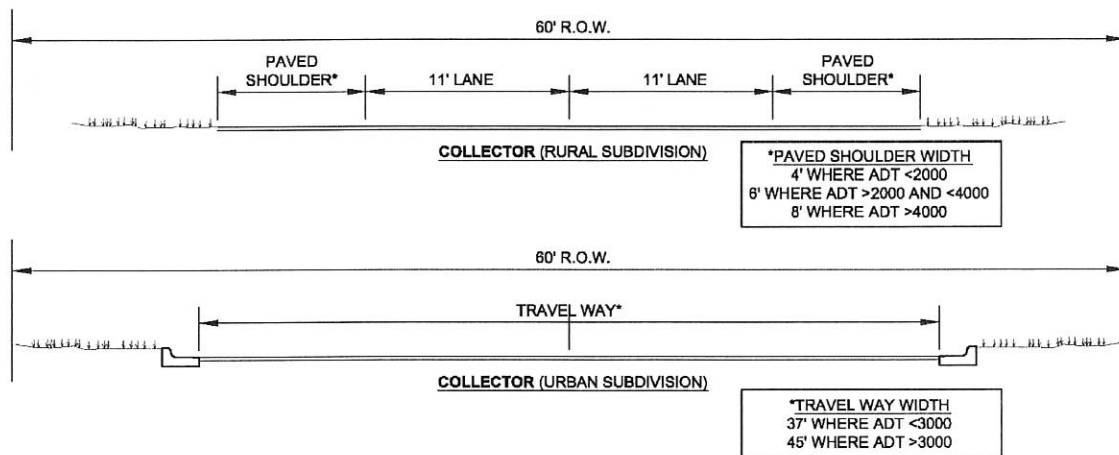 60' R.O.W.
PAVED
SHOULDER*
11' LANE
11' LANE
PAVED
SHOULDER*
COLLECTOR (RURAL SUBDIVISION)
*PAVED SHOULDER WIDTH
4' WHERE ADT <2000
6' WHERE ADT >2000 AND <4000
8' WHERE ADT >4000
60' R.O.W.
TRAVEL WAY*
COLLECTOR (URBAN SUBDIVISION)
*TRAVEL WAY WIDTH
37' WHERE ADT <3000
45' WHERE ADT >3000